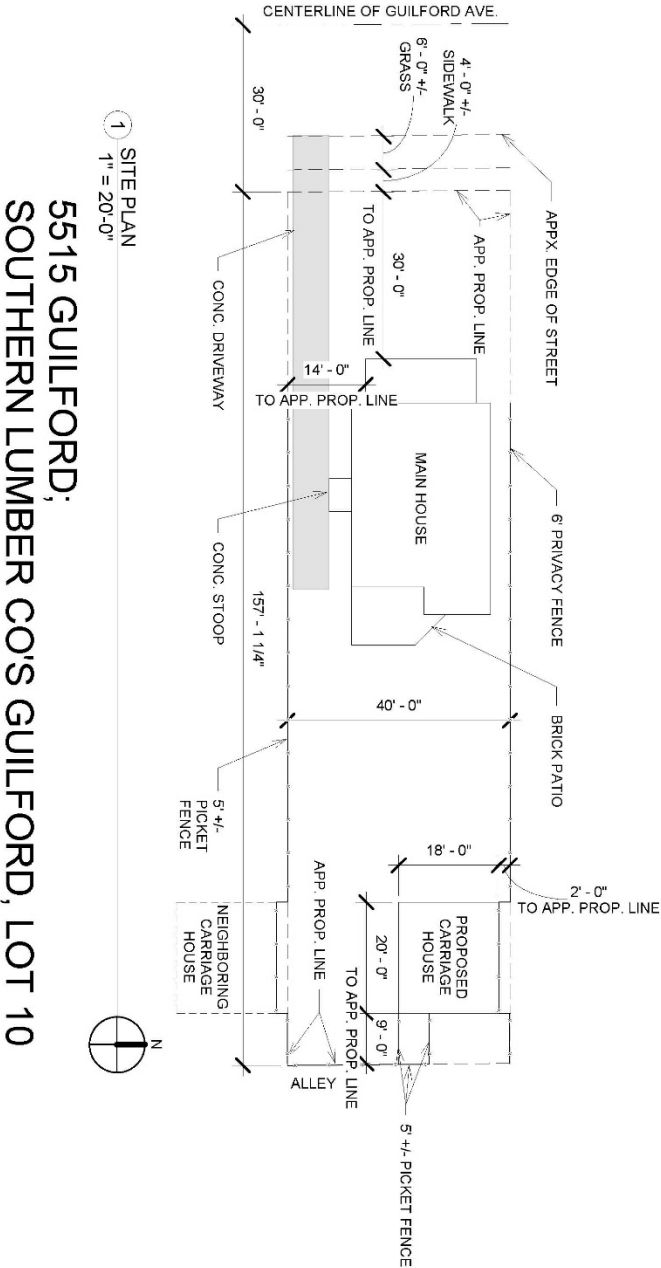 CENTERLINE OF GUILFORD AVE.
30' - 0"
6' - 0" +/-
GRASS
4' - 0" +/-
SIDEWALK
APPX. EDGE OF STREET
APP. PROP. LINE
30' - 0"
TO APP. PROP. LINE
14' - 0"
TO APP. PROP. LINE
CONC. DRIVEWAY
MAIN HOUSE
6' PRIVACY FENCE
CONC. STOOP
BRICK PATIO
157' - 1 1/4"
40' - 0"
5' +/-
PICKET
FENCE
18' - 0"
2' - 0"
TO APP. PROP. LINE
PROPOSED
CARRIAGE
HOUSE
20' - 0"
9' - 0"
TO APP. PROP. LINE
APP. PROP. LINE
NEIGHBORING
CARRIAGE
HOUSE
ALLEY
5' +/- PICKET FENCE
N
1
SITE PLAN
1" = 20'-0"
5515 GUILFORD;
SOUTHERN LUMBER CO'S GUILFORD, LOT 10